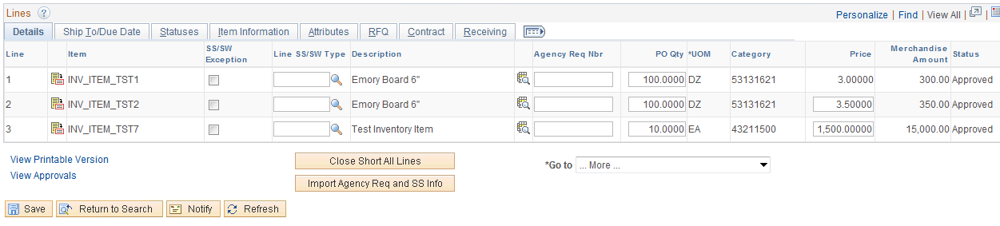 Lines
Personalize | Find | View All | |
Details Ship To/Due Date Statuses Item Information Attributes RFQ Contract Receiving
Line Item SS/SW Exception Line SS/SW Type Description Agency Req Nbr PO Qty *UOM Category Price Merchandise Amount Status
1 INV_ITEM_TST1 Emory Board 6" 100.0000 DZ 53131621 3.00000 300.00 Approved
2 INV_ITEM_TST2 Emory Board 6" 100.0000 DZ 53131621 3.50000 350.00 Approved
3 INV_ITEM_TST7 Test Inventory Item 10.0000 EA 43211500 1,500.00000 15,000.00 Approved
View Printable Version
Close Short All Lines
*Go to ... More ...
View Approvals
Import Agency Req and SS Info
Save Return to Search Notify Refresh